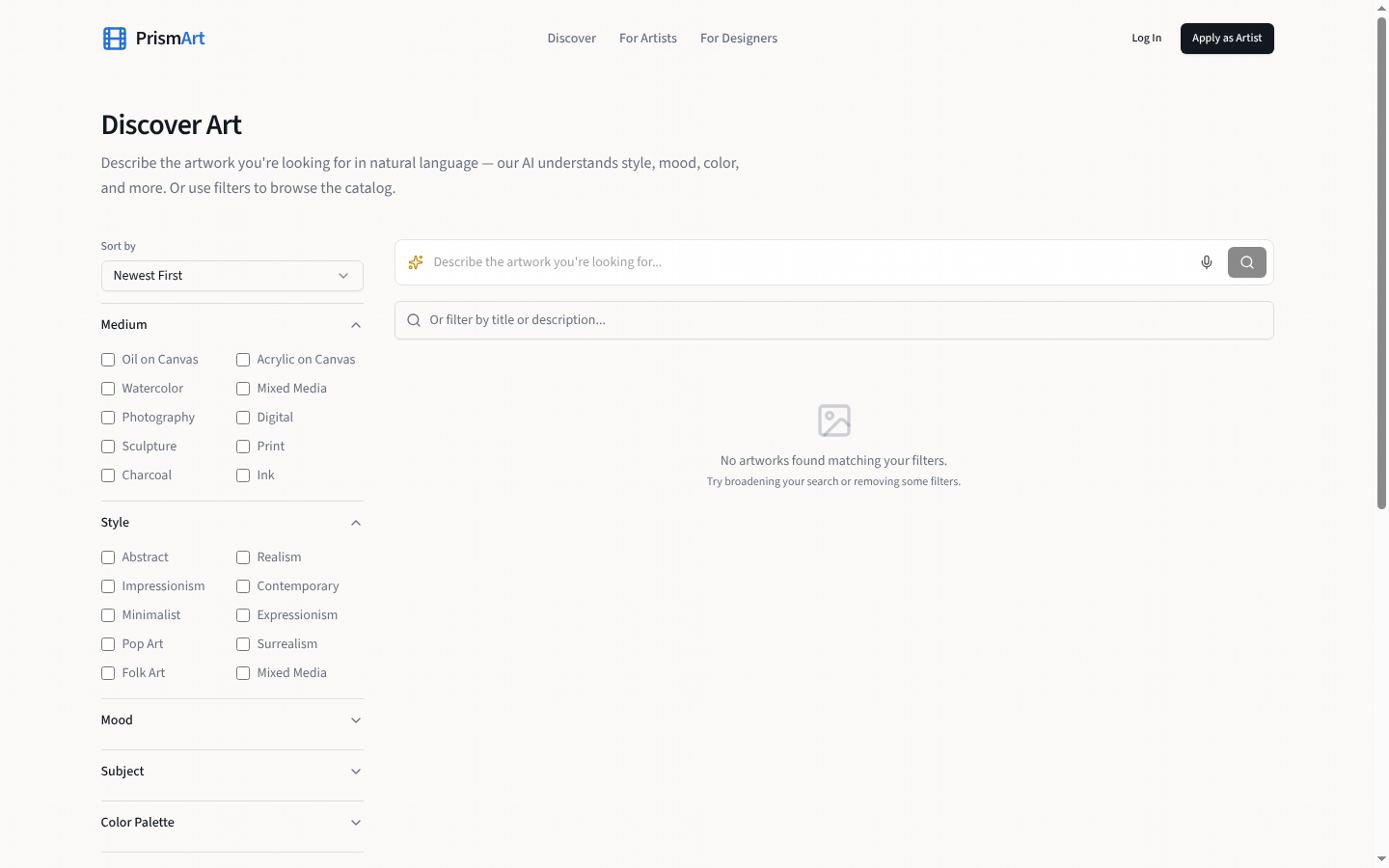 PrismArt
Discover
For Artists
For Designers
Log In
Apply as Artist
Discover Art
Describe the artwork you're looking for in natural language — our AI understands style, mood, color,
and more. Or use filters to browse the catalog.
Sort by
Newest First
Medium
Oil on Canvas
Acrylic on Canvas
Watercolor
Mixed Media
Photography
Digital
Sculpture
Print
Charcoal
Ink
Style
Abstract
Realism
Impressionism
Contemporary
Minimalist
Expressionism
Pop Art
Surrealism
Folk Art
Mixed Media
Mood
Subject
Color Palette
Describe the artwork you're looking for...
Or filter by title or description...
No artworks found matching your filters.
Try broadening your search or removing some filters.